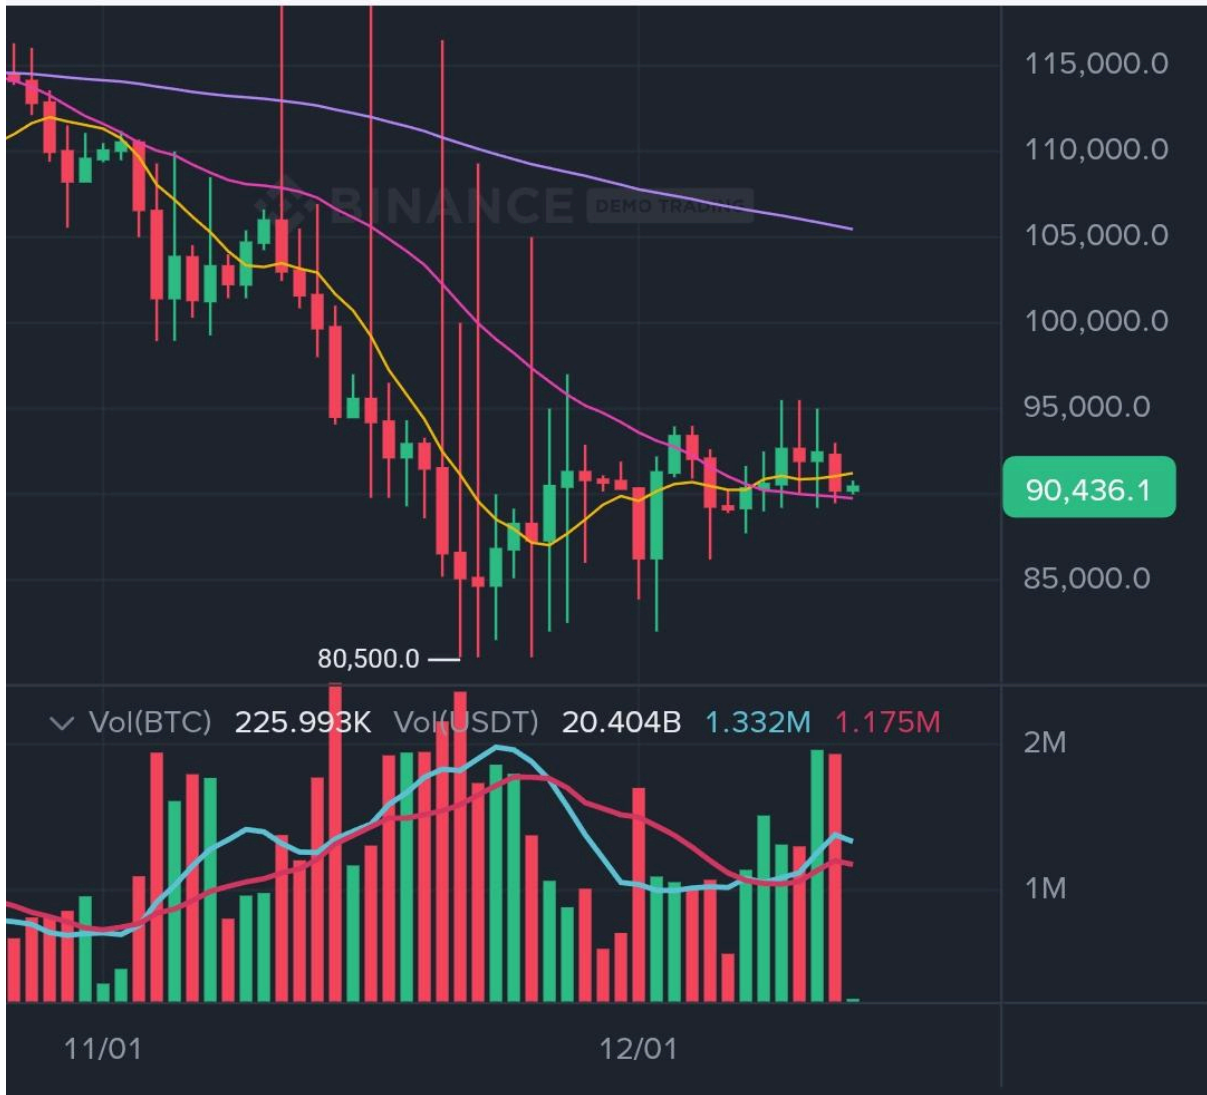 115,000.0
110,000.0
BINANCE DEMO TRADING
105,000.0
100,000.0
95,000.0
90,436.1
85,000.0
80,500.0
Vol(BTC) 225.993K Vol(USDT) 20.404B 1.332M 1.175M
2M
1M
11/01 12/01